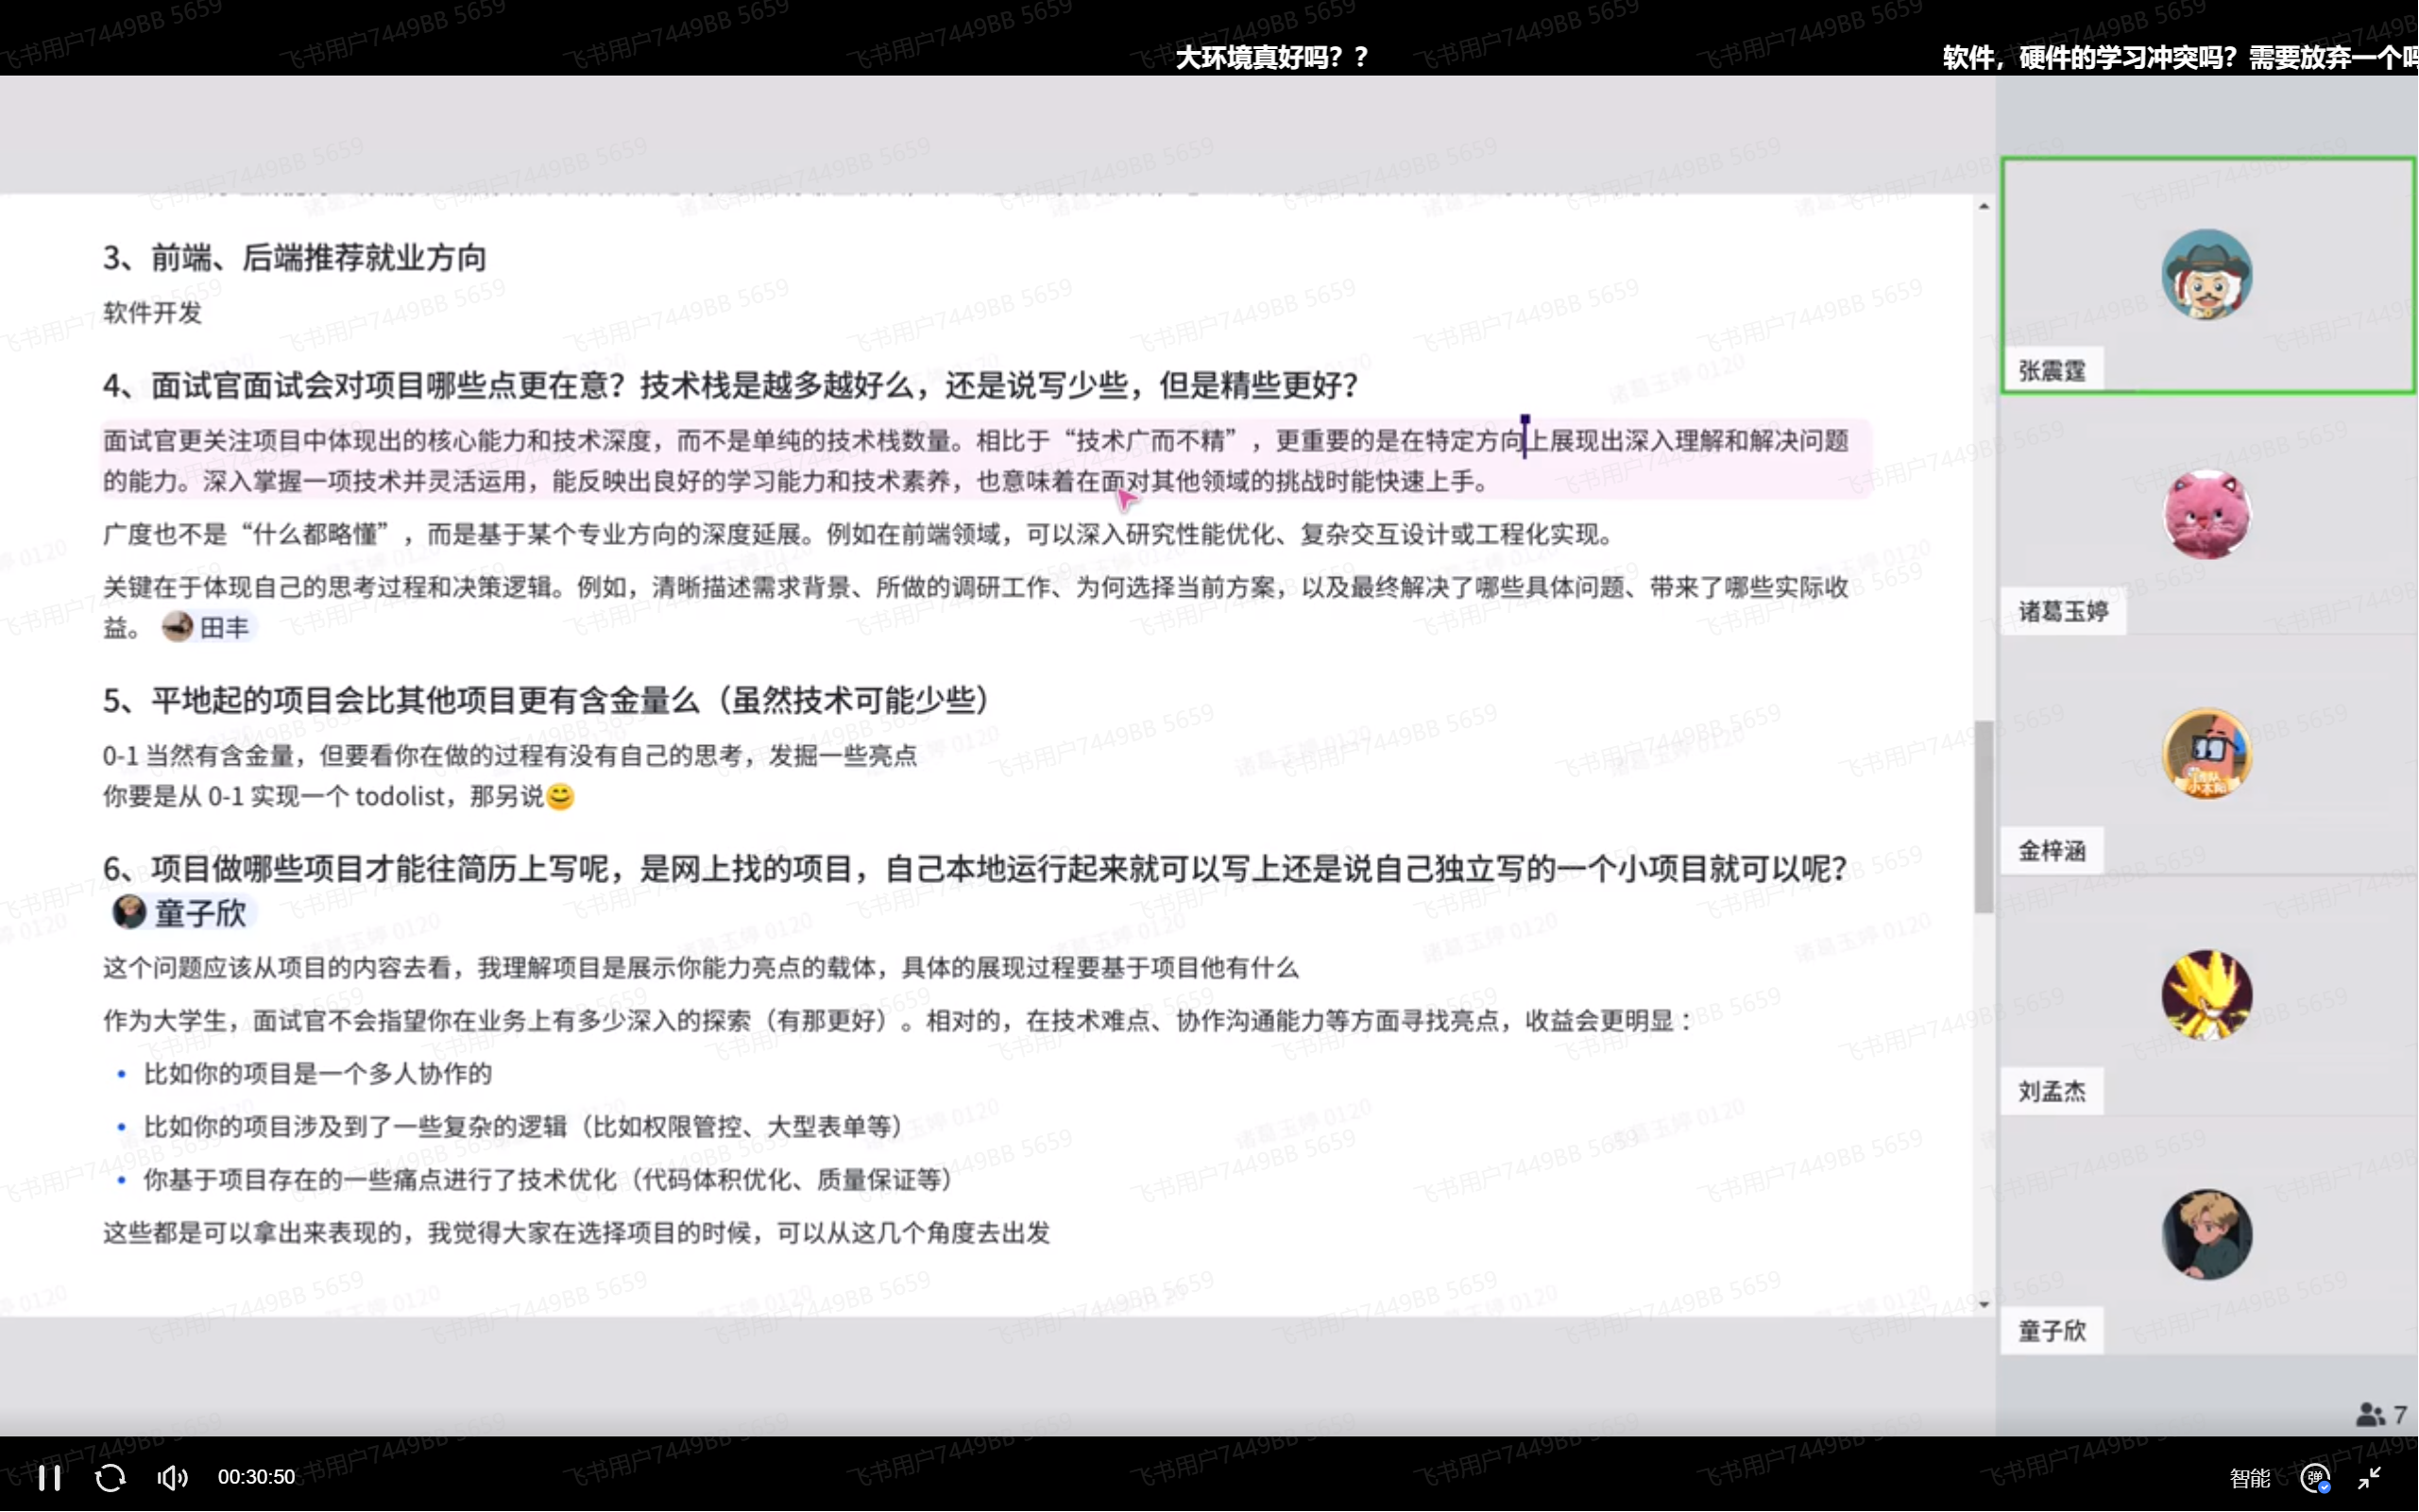 大环境真好吗？？
软件，硬件的学习冲突吗？需要放弃一个吗
3、前端、后端推荐就业方向
软件开发
4、面试官面试会对项目哪些点更在意？技术栈是越多越好么，还是说写少些，但是精些更好？
面试官更关注项目中体现出的核心能力和技术深度，而不是单纯的技术栈数量。相比于“技术广而不精”，更重要的是在特定方向上展现出深入理解和解决问题
的能力。深入掌握一项技术并灵活运用，能反映出良好的学习能力和技术素养，也意味着在面对其他领域的挑战时能快速上手。
广度也不是“什么都略懂”，而是基于某个专业方向的深度延展。例如在前端领域，可以深入研究性能优化、复杂交互设计或工程化实现。
关键在于体现自己的思考过程和决策逻辑。例如，清晰描述需求背景、所做的调研工作、为何选择当前方案，以及最终解决了哪些具体问题、带来了哪些实际收
益。 田丰
5、平地起的项目会比其他项目更有含金量么（虽然技术可能少些）
0-1 当然有含金量，但要看你在做的过程有没有自己的思考，发掘一些亮点
你要是从 0-1 实现一个 todolist，那另说😊
6、项目做哪些项目才能往简历上写呢，是网上找的项目，自己本地运行起来就可以写上还是说自己独立写的一个小项目就可以呢？
童子欣
这个问题应该从项目的内容去看，我理解项目是展示你能力亮点的载体，具体的展现过程要基于项目他有什么
作为大学生，面试官不会指望你在业务上有多少深入的探索（有那更好）。相对的，在技术难点、协作沟通能力等方面寻找亮点，收益会更明显：
• 比如你的项目是一个多人协作的
• 比如你的项目涉及到了一些复杂的逻辑（比如权限管控、大型表单等）
• 你基于项目存在的一些痛点进行了技术优化（代码体积优化、质量保证等）
这些都是可以拿出来表现的，我觉得大家在选择项目的时候，可以从这几个角度去出发
张震霆
诸葛玉婷
金梓涵
刘孟杰
童子欣
7
00:30:50
智能
弹
飞书用户7449BB 5659
诸葛玉婷 0120